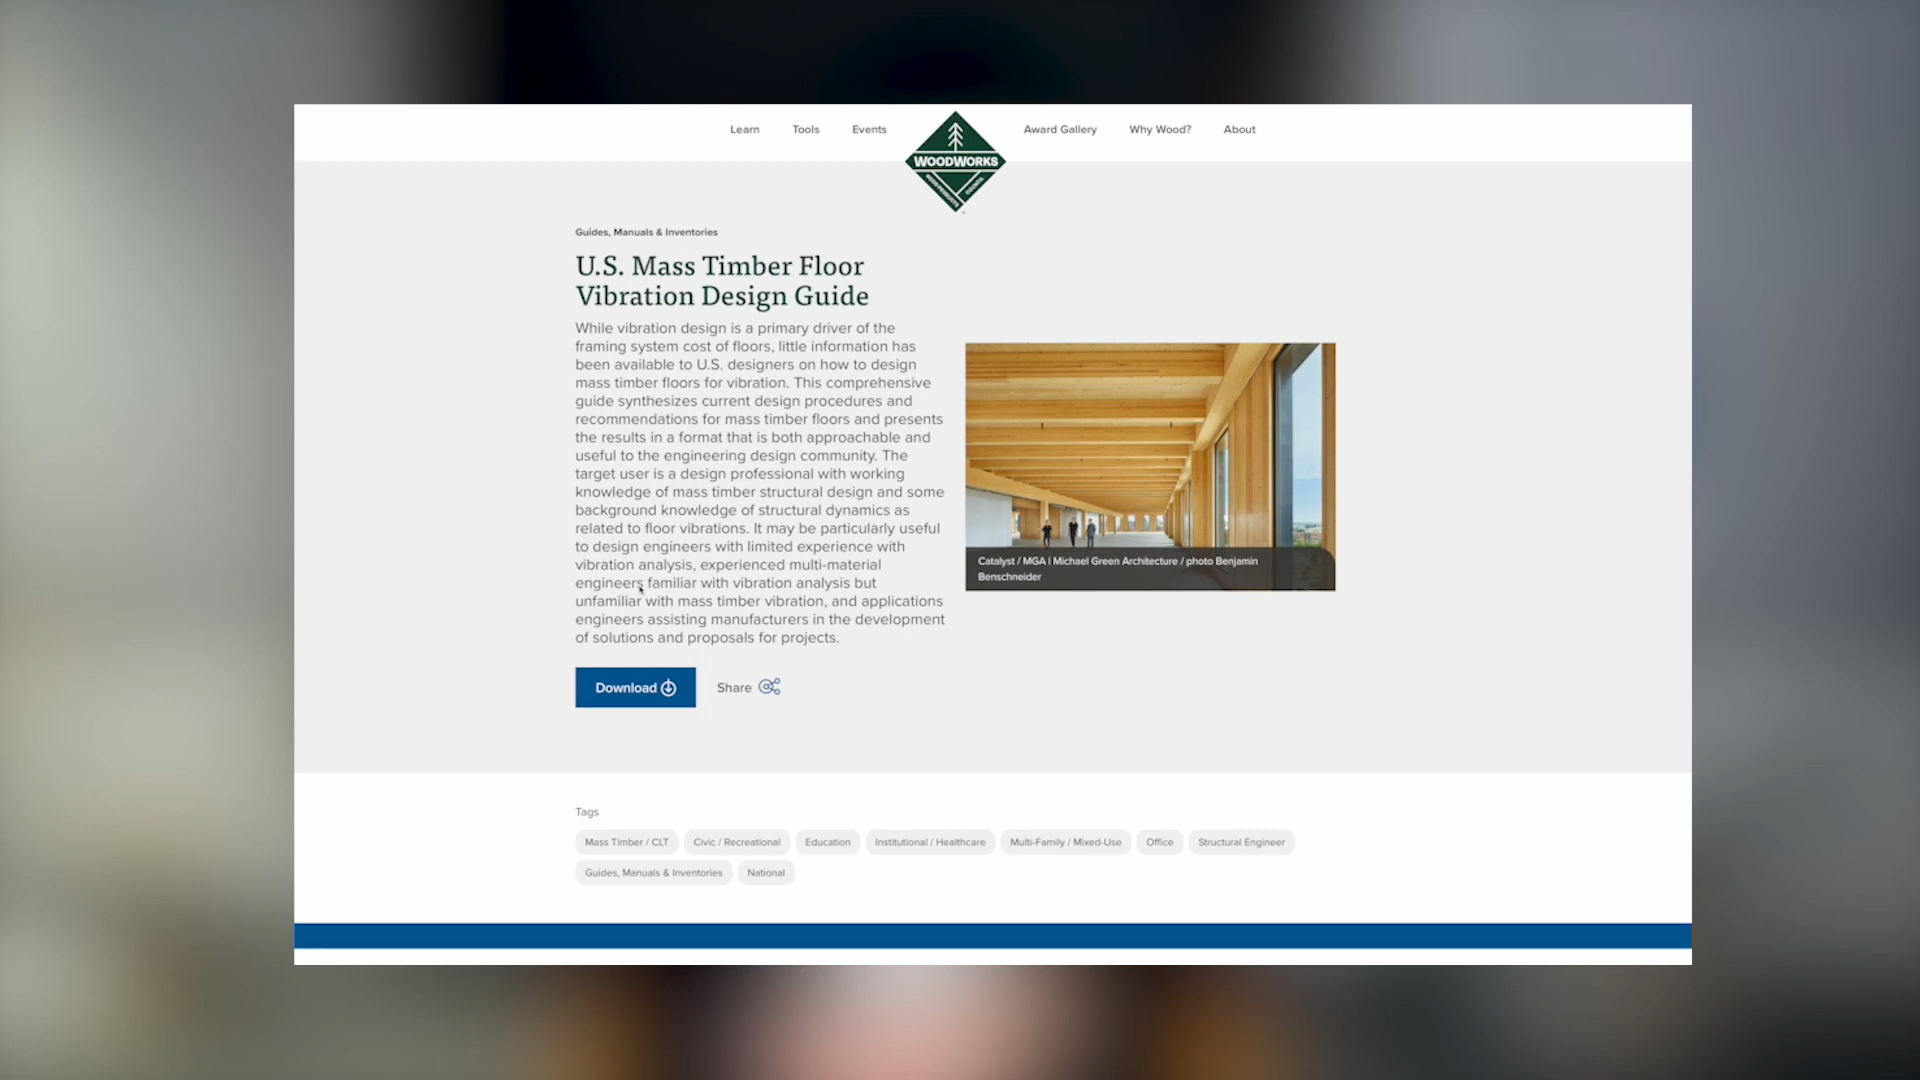 Learn Tools Events Award Gallery Why Wood? About
WOODWORKS
Guides, Manuals & Inventories
U.S. Mass Timber Floor
Vibration Design Guide
While vibration design is a primary driver of the
framing system cost of floors, little information has
been available to U.S. designers on how to design
mass timber floors for vibration. This comprehensive
guide synthesizes current design procedures and
recommendations for mass timber floors and presents
the results in a format that is both approachable and
useful to the engineering design community. The
target user is a design professional with working
knowledge of mass timber structural design and some
background knowledge of structural dynamics as
related to floor vibrations. It may be particularly useful
to design engineers with limited experience with
vibration analysis, experienced multi-material
engineers familiar with vibration analysis but
unfamiliar with mass timber vibration, and applications
engineers assisting manufacturers in the development
of solutions and proposals for projects.
Catalyst / MGA | Michael Green Architecture / photo Benjamin
Benschneider
Download Share
Tags
Mass Timber / CLT Civic / Recreational Education Institutional / Healthcare Multi-Family / Mixed-Use Office Structural Engineer
Guides, Manuals & Inventories National